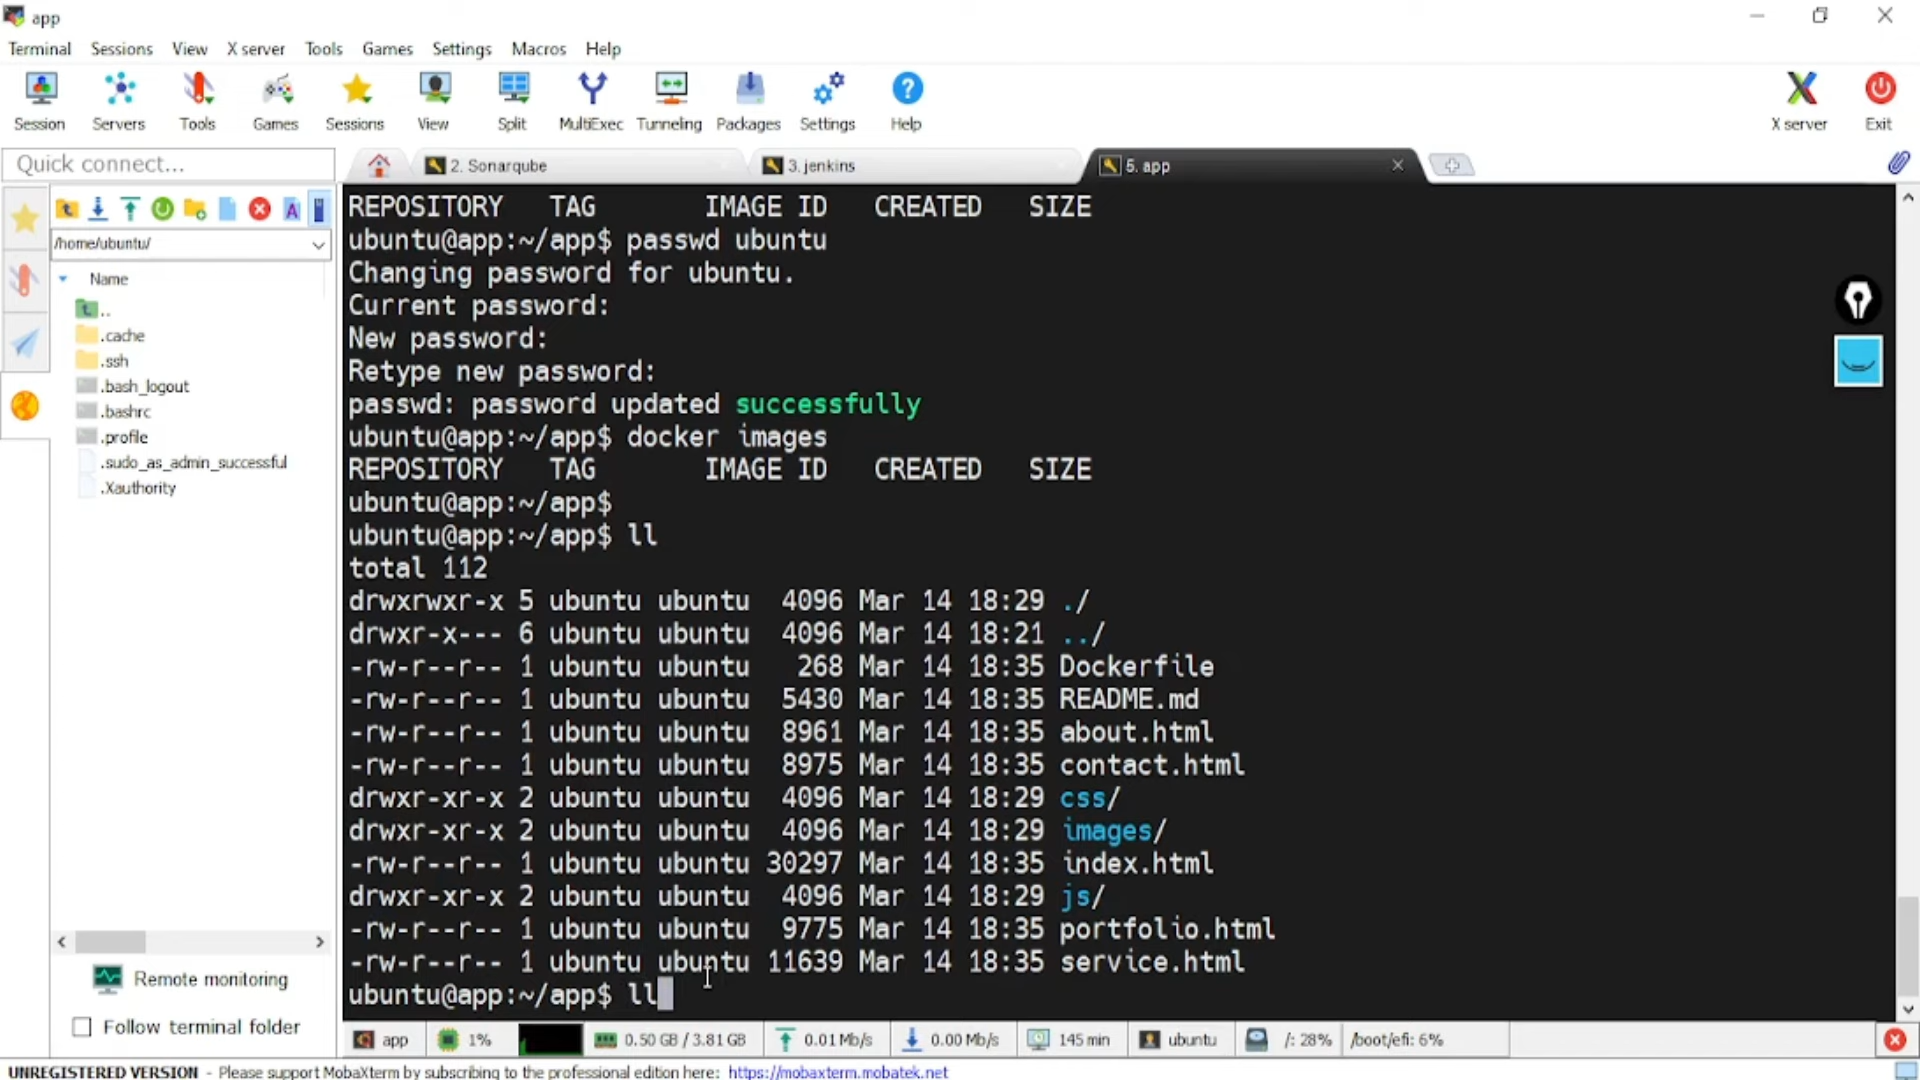 app
Terminal Sessions View X server Tools Games Settings Macros Help
Session Servers Tools Games Sessions View Split MultiExec Tunneling Packages Settings Help X server Exit
Quick connect...
2. Sonarqube
3. jenkins
5. app
/home/ubuntu/
Name
..
.cache
.ssh
.bash_logout
.bashrc
.profile
.sudo_as_admin_successful
.Xauthority
Remote monitoring
Follow terminal folder
REPOSITORY TAG IMAGE ID CREATED SIZE
ubuntu@app:~/app$ passwd ubuntu
Changing password for ubuntu.
Current password:
New password:
Retype new password:
passwd: password updated successfully
ubuntu@app:~/app$ docker images
REPOSITORY TAG IMAGE ID CREATED SIZE
ubuntu@app:~/app$
ubuntu@app:~/app$ ll
total 112
drwxrwxr-x 5 ubuntu ubuntu 4096 Mar 14 18:29 ./
drwxr-x--- 6 ubuntu ubuntu 4096 Mar 14 18:21 ../
-rw-r--r-- 1 ubuntu ubuntu 268 Mar 14 18:35 Dockerfile
-rw-r--r-- 1 ubuntu ubuntu 5430 Mar 14 18:35 README.md
-rw-r--r-- 1 ubuntu ubuntu 8961 Mar 14 18:35 about.html
-rw-r--r-- 1 ubuntu ubuntu 8975 Mar 14 18:35 contact.html
drwxr-xr-x 2 ubuntu ubuntu 4096 Mar 14 18:29 css/
drwxr-xr-x 2 ubuntu ubuntu 4096 Mar 14 18:29 images/
-rw-r--r-- 1 ubuntu ubuntu 30297 Mar 14 18:35 index.html
drwxr-xr-x 2 ubuntu ubuntu 4096 Mar 14 18:29 js/
-rw-r--r-- 1 ubuntu ubuntu 9775 Mar 14 18:35 portfolio.html
-rw-r--r-- 1 ubuntu ubuntu 11639 Mar 14 18:35 service.html
ubuntu@app:~/app$ ll
app 1% 0.50 GB / 3.81 GB 0.01 Mb/s 0.00 Mb/s 145 min ubuntu /: 28% /boot/efi: 6%
UNREGISTERED VERSION - Please support MobaXterm by subscribing to the professional edition here: https://mobaxterm.mobatek.net